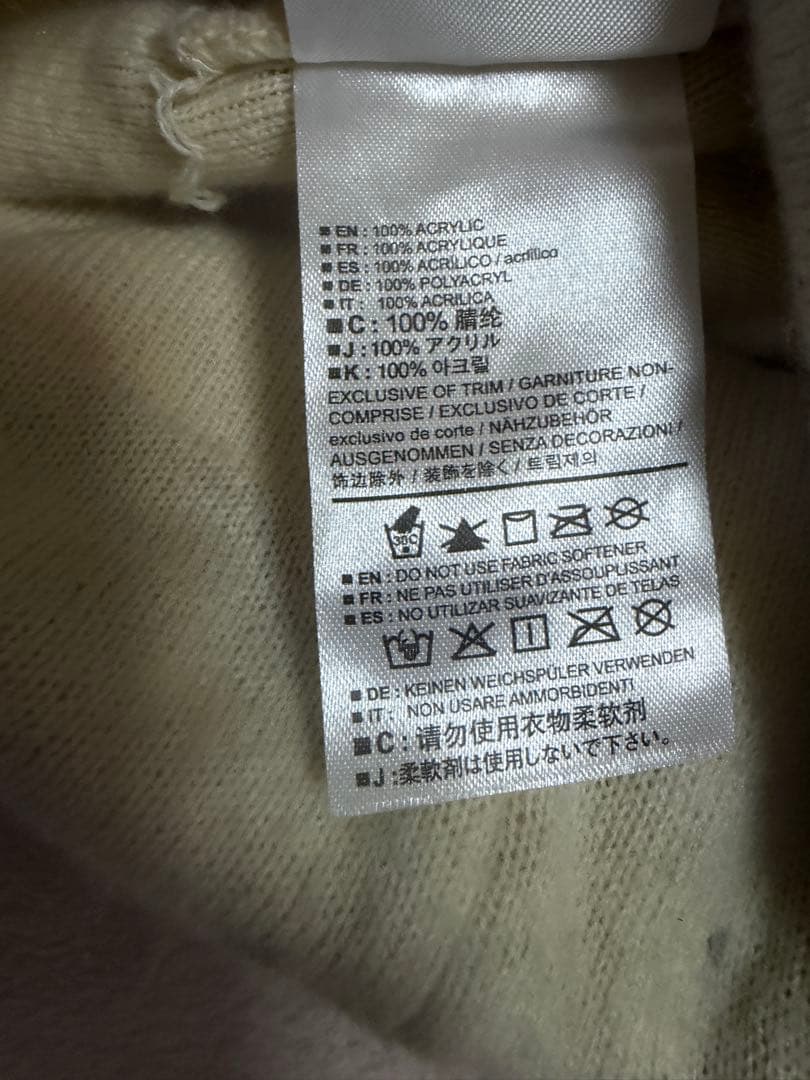 ■ EN : 100% ACRYLIC
■ FR : 100% ACRYLIQUE
■ ES : 100% ACRÍLICO / acrílico
■ DE : 100% POLYACRYL
■ IT : 100% ACRILICA
■ C : 100% 腈纶
■ J : 100% アクリル
■ K : 100% 아크릴
EXCLUSIVE OF TRIM / GARNITURE NON-
COMPRISE / EXCLUSIVO DE CORTE /
exclusivo de corte / NÄHZUBEHÖR
AUSGENOMMEN / SENZA DECORAZIONI /
饰边除外 / 装飾を除く / 트림제외
30C
■ EN : DO NOT USE FABRIC SOFTENER
■ FR : NE PAS UTILISER D'ASSOUPLISSANT
■ ES : NO UTILIZAR SUAVIZANTE DE TELAS
■ DE : KEINEN WEICHSPÜLER VERWENDEN
■ IT : NON USARE AMMORBIDENTI
■ C : 请勿使用衣物柔软剂
■ J :柔軟剤は使用しないで下さい。